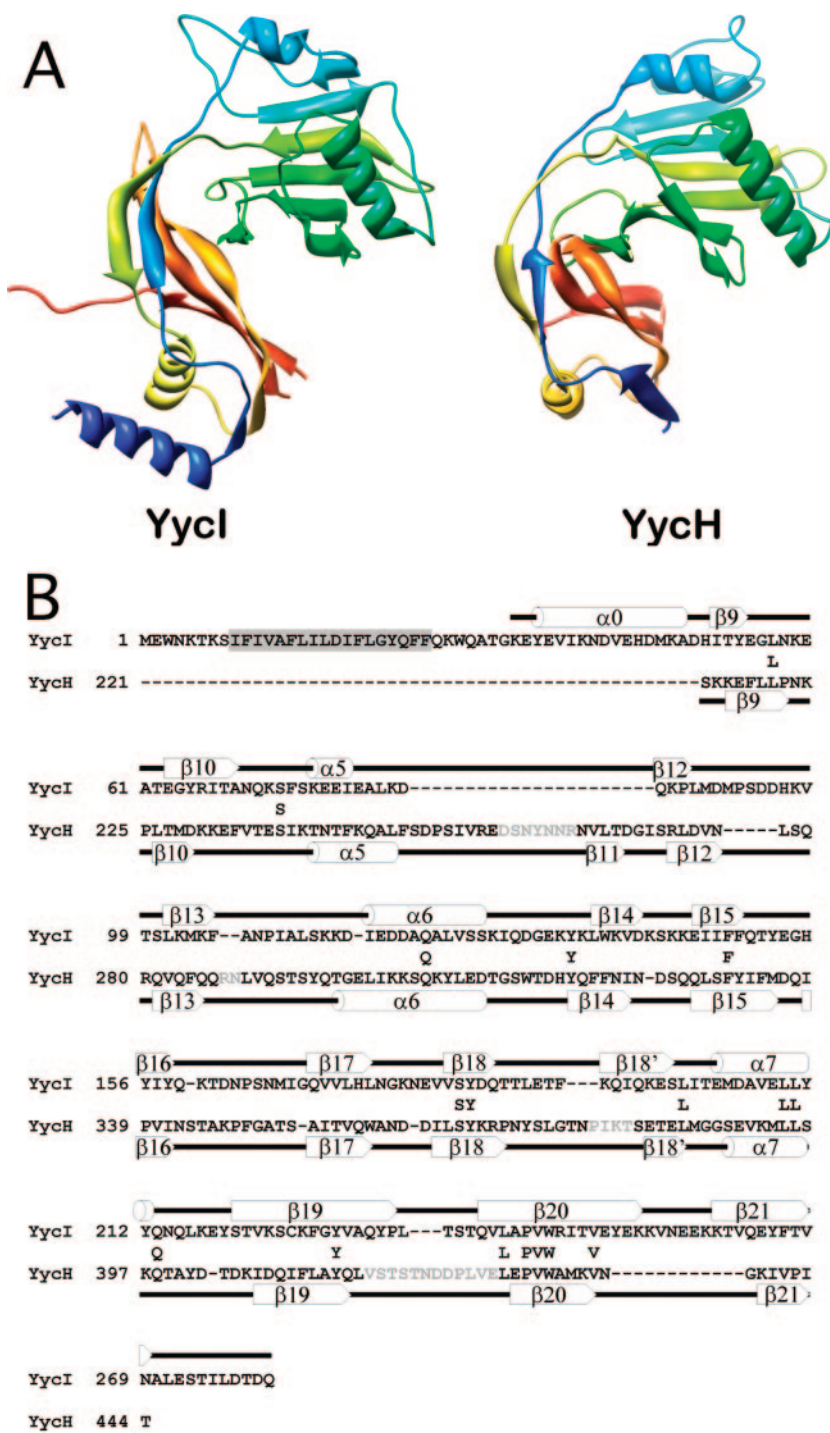 A
YycI
YycH
B
α0 β9
YycI 1 MEWNKTKSIFIVAFLILDIFLGYQFFQKWQATGKEYEVIKNDVEHDMKADHITYEGLNKE
L
YycH 221 --------------------------------------------------SKKEFLLPNK
β9
β10 α5 β12
YycI 61 ATEGYRITANQKSFSKEEIEALKD----------------------QKPLMDMPSDDHKV
S
YycH 225 PLTMDKKEFVTESIKTNTFKQALFSDPSIVREDSNYNNRNVLTDGISRLDVN-----LSQ
β10 α5 β11 β12
β13 α6 β14 β15
YycI 99 TSLKMKF--ANPIALSKKD-IEDDAQALVSSKIQDGEKYKLWKVDKSKKEIIFFQTYEGH
Q Y F
YycH 280 RQVQFQQRNLVQSTSYQTGELIKKSQKYLEDTGSWTDHYQFFNIN-DSQQLSFYIFMDQI
β13 α6 β14 β15
β16 β17 β18 β18’ α7
YycI 156 YIYQ-KTDNPSNMIGQVVLHLNGKNEVVSYDQTTLETF---KQIQKESLITEMDAVELLY
SY L LL
YycH 339 PVINSTAKPFGATS-AITVQWAND-DILSYKRPNYSLGTNPIKTSETELMGGSEVKMLLS
β16 β17 β18 β18’ α7
β19 β20 β21
YycI 212 YQNQLKEYSTVKSCKFGYVAQYPL---TSTQVLAPVWRITVEYEKKVNEEKKTVQEYFTV
Q Y L PVW V
YycH 397 KQTAYD-TDKIDQIFLAYQLVSTSTNDDPLVELEPVWAMKVN------------GKIVPI
β19 β20 β21
YycI 269 NALESTILDTDQ
YycH 444 T